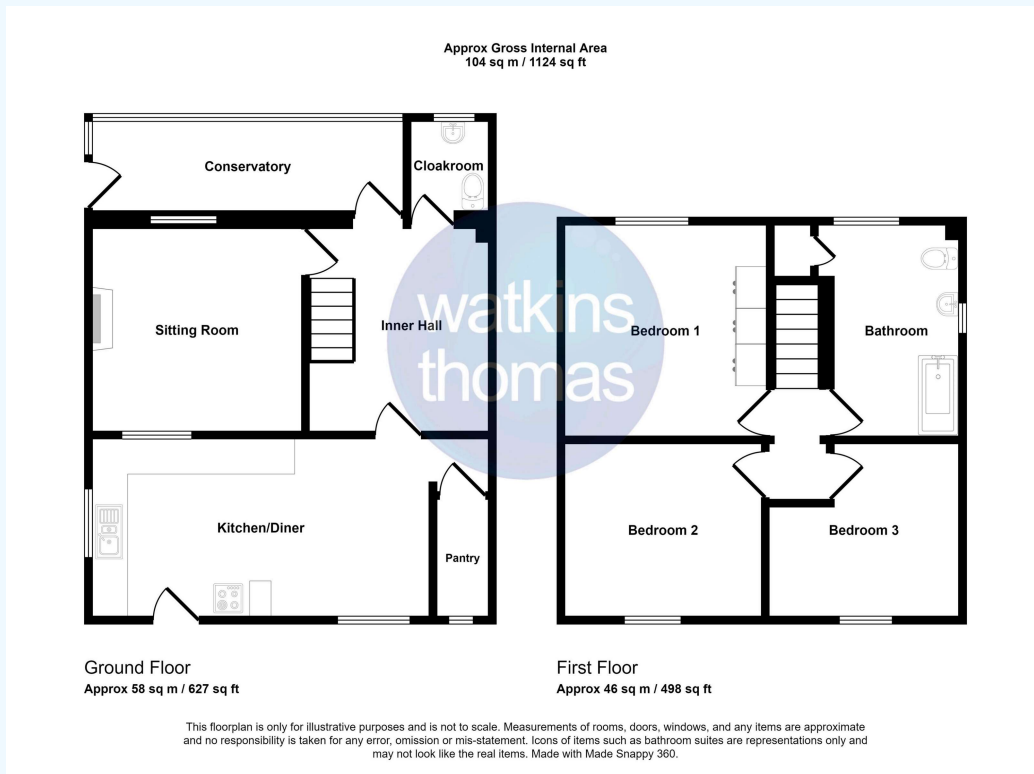 Approx Gross Internal Area
104 sq m / 1124 sq ft
Conservatory
Cloakroom
Sitting Room
Inner Hall
Kitchen/Diner
Pantry
watkins
thomas
Bedroom 1
Bathroom
Bedroom 2
Bedroom 3
Ground Floor
Approx 58 sq m / 627 sq ft
First Floor
Approx 46 sq m / 498 sq ft
This floorplan is only for illustrative purposes and is not to scale. Measurements of rooms, doors, windows, and any items are approximate
and no responsibility is taken for any error, omission or mis-statement. Icons of items such as bathroom suites are representations only and
may not look like the real items. Made with Made Snappy 360.